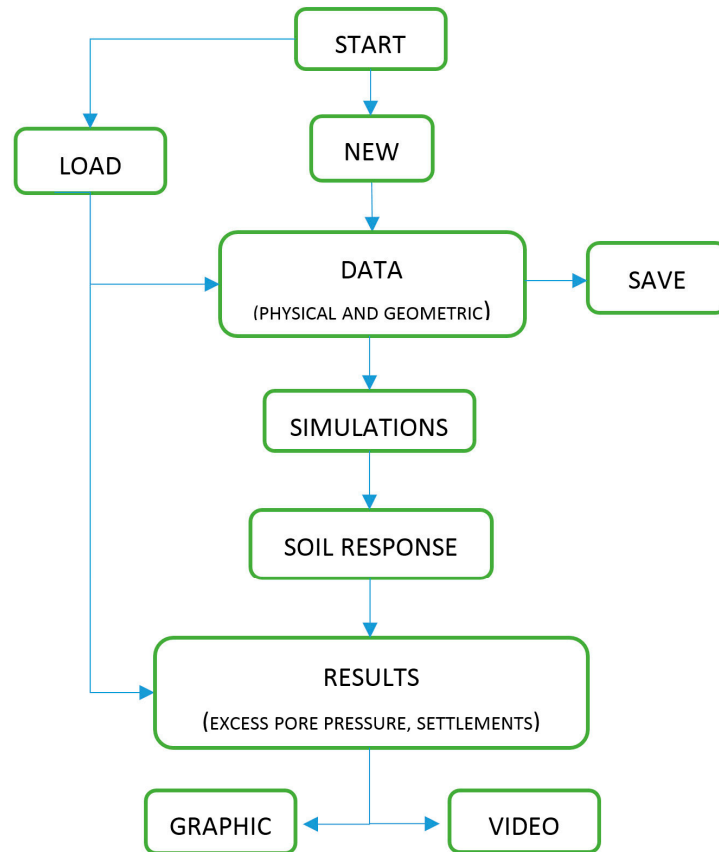 START
NEW
LOAD
DATA
(PHYSICAL AND GEOMETRIC)
SAVE
SIMULATIONS
SOIL RESPONSE
RESULTS
(EXCESS PORE PRESSURE, SETTLEMENTS)
GRAPHIC
VIDEO